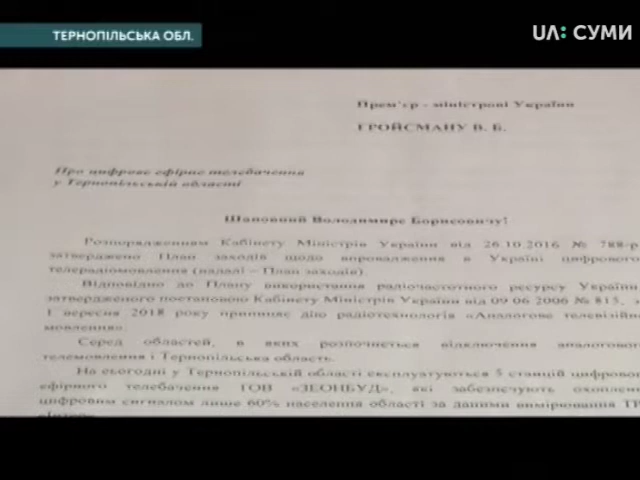 ТЕРНОПІЛЬСЬКА ОБЛ.
UA: СУМИ
Прем'єр - міністрові України
ГРОЙСМАНУ В. Б.
Про цифрове ефірне телебачення
у Тернопільській області
Шановний Володимире Борисовичу!
Розпорядженням Кабінету Міністрів України від 26.10.2016 № 788-р
затверджено План заходів щодо впровадження в Україні цифрового
телерадіомовлення (надалі – План заходів).
Відповідно до Плану використання радіочастотного ресурсу України
затвердженого постановою Кабінету Міністрів України від 09 06 2006 № 815,
1 вересня 2018 року припиняє дію радіотехнологія «Аналогове телевізійн
мовлення».
Серед областей, в яких розпочнеться відключення аналогового
телемовлення і Тернопільська область.
На сьогодні у Тернопільській області експлуатуються 5 станцій цифрово
ефірного телебачення ТОВ «ЗЕОНБУД», які забезпечують охоплен
цифровим сигналом лише 60% населення області за даними вимірювання ТР